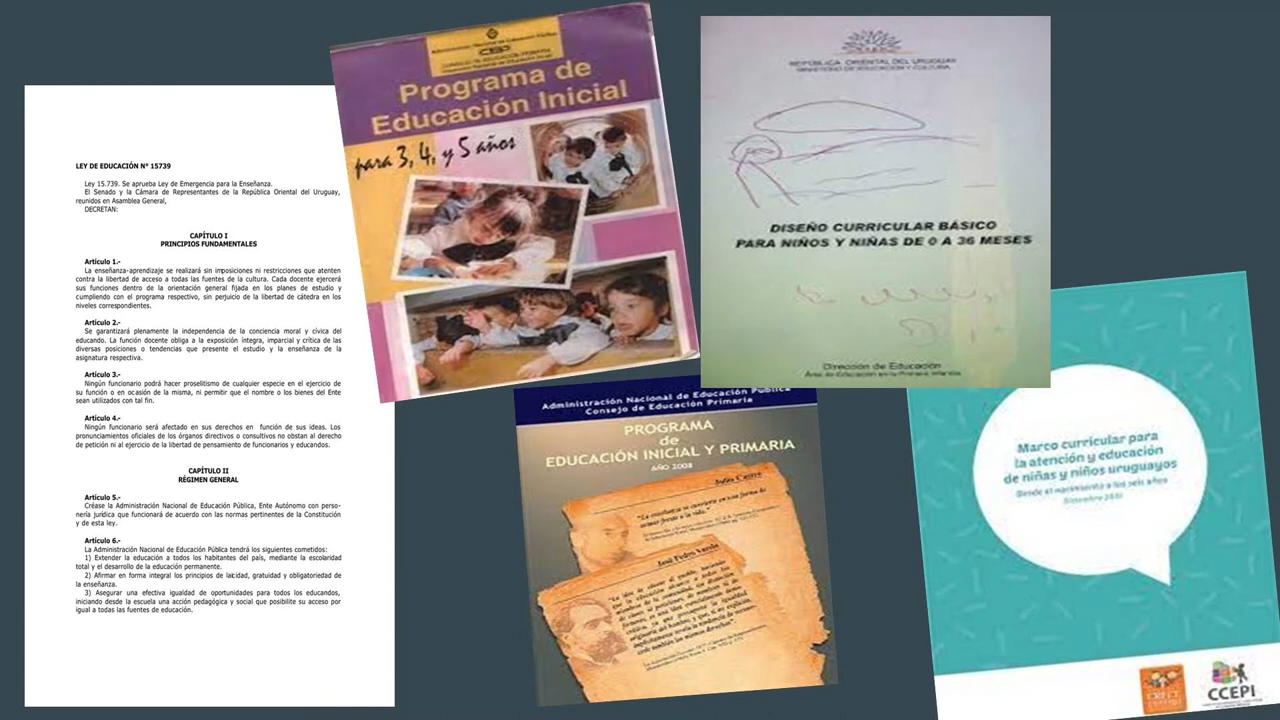 LEY DE EDUCACIÓN Nº 15739
Ley 15.739. Se aprueba Ley de Emergencia para la Enseñanza.
El Senado y la Cámara de Representantes de la República Oriental del Uruguay,
reunidos en Asamblea General,
DECRETAN:
CAPÍTULO I
PRINCIPIOS FUNDAMENTALES
Artículo 1.-
La enseñanza-aprendizaje se realizará sin imposiciones ni restricciones que atenten
contra la libertad de acceso a todas las fuentes de la cultura. Cada docente ejercerá
sus funciones dentro de la orientación general fijada en los planes de estudio y
cumpliendo con el programa respectivo, sin perjuicio de la libertad de cátedra en los
niveles correspondientes.
Artículo 2.-
Se garantizará plenamente la independencia de la conciencia moral y cívica del
educando. La función docente obliga a la exposición íntegra, imparcial y crítica de las
diversas posiciones o tendencias que presente el estudio y la enseñanza de la
asignatura respectiva.
Artículo 3.-
Ningún funcionario podrá hacer proselitismo de cualquier especie en el ejercicio de
su función o en ocasión de la misma, ni permitir que el nombre o los bienes del Ente
sean utilizados con tal fin.
Artículo 4.-
Ningún funcionario será afectado en sus derechos en función de sus ideas. Los
pronunciamientos oficiales de los órganos directivos o consultivos no obstan al derecho
de petición ni al ejercicio de la libertad de pensamiento de funcionarios y educandos.
CAPÍTULO II
RÉGIMEN GENERAL
Artículo 5.-
Créase la Administración Nacional de Educación Pública, Ente Autónomo con perso-
nería jurídica que funcionará de acuerdo con las normas pertinentes de la Constitución
y de esta ley.
Artículo 6.-
La Administración Nacional de Educación Pública tendrá los siguientes cometidos:
1) Extender la educación a todos los habitantes del país, mediante la escolaridad
total y el desarrollo de la educación permanente.
2) Afirmar en forma integral los principios de laicidad, gratuidad y obligatoriedad de
la enseñanza.
3) Asegurar una efectiva igualdad de oportunidades para todos los educandos,
iniciando desde la escuela una acción pedagógica y social que posibilite su acceso por
igual a todas las fuentes de educación.
Administración Nacional de Educación Pública
CONSEJO DE EDUCACIÓN PRIMARIA
Programa de
Educación Inicial
para 3, 4, y 5 años
REPÚBLICA ORIENTAL DEL URUGUAY
MINISTERIO DE EDUCACIÓN Y CULTURA
DISEÑO CURRICULAR BÁSICO
PARA NIÑOS Y NIÑAS DE 0 A 36 MESES
Dirección de Educación
Área de Educación en la Primera Infancia
Administración Nacional de Educación Pública
Consejo de Educación Primaria
PROGRAMA
de
EDUCACIÓN INICIAL Y PRIMARIA
AÑO 2008
Julio Castro
José Pedro Varela
Marco curricular para
la atención y educación
de niñas y niños uruguayos
Desde el nacimiento a los seis años
CCEPI